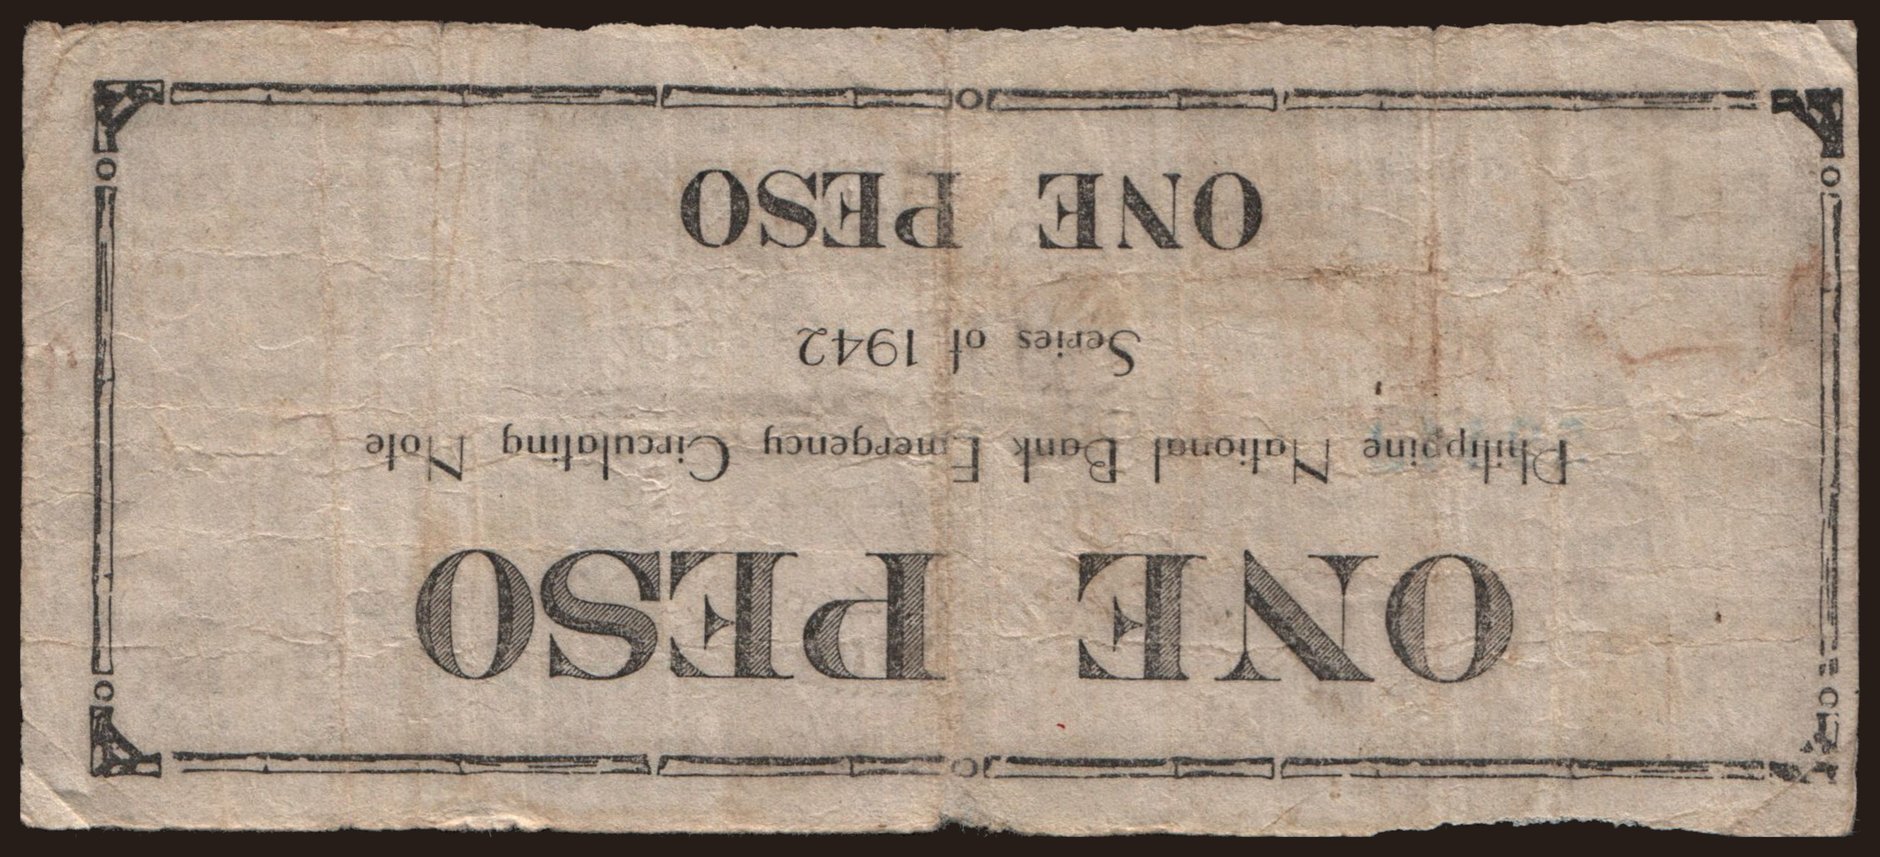 ONE PESO
Philippine National Bank Emergency Circulating Note
Series of 1942
ONE PESO